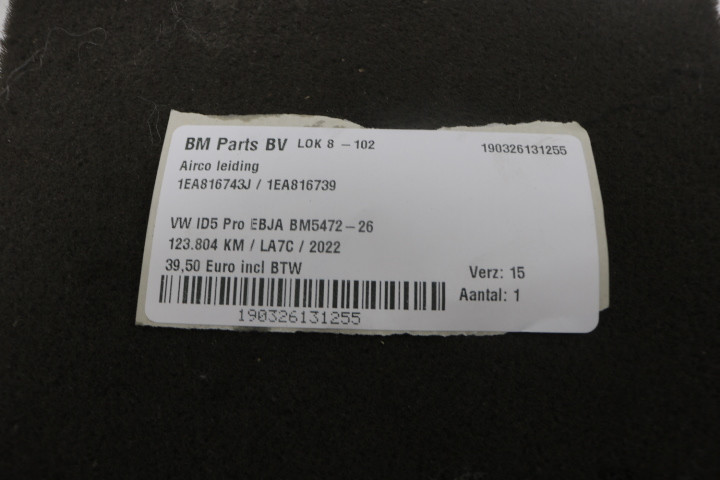 BM Parts BV LOK 8 - 102 190326131255
Airco leiding
1EA816743J / 1EA816739
VW ID5 Pro EBJA BM5472-26
123.804 KM / LA7C / 2022
39,50 Euro incl BTW Verz: 15
Aantal: 1
190326131255